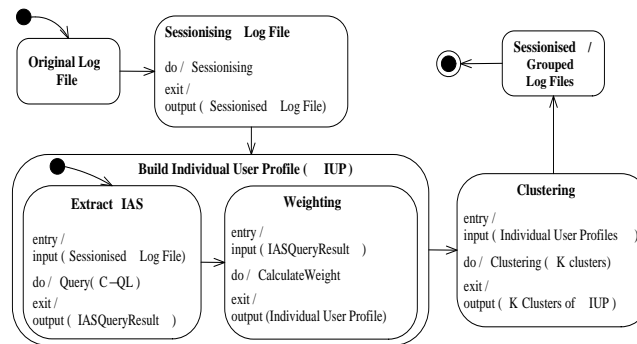 Original Log
File
Sessionising Log File
do / Sessionising
exit /
output ( Sessionised Log File)
Sessionised /
Grouped
Log Files
Build Individual User Profile ( IUP )
Extract IAS
entry /
input ( Sessionised Log File)
do / Query( C-QL )
exit /
output ( IASQueryResult )
Weighting
entry /
input ( IASQueryResult )
do / CalculateWeight
exit /
output (Individual User Profile)
Clustering
entry /
input ( Individual User Profiles )
do / Clustering ( K clusters)
exit /
output ( K Clusters of IUP )